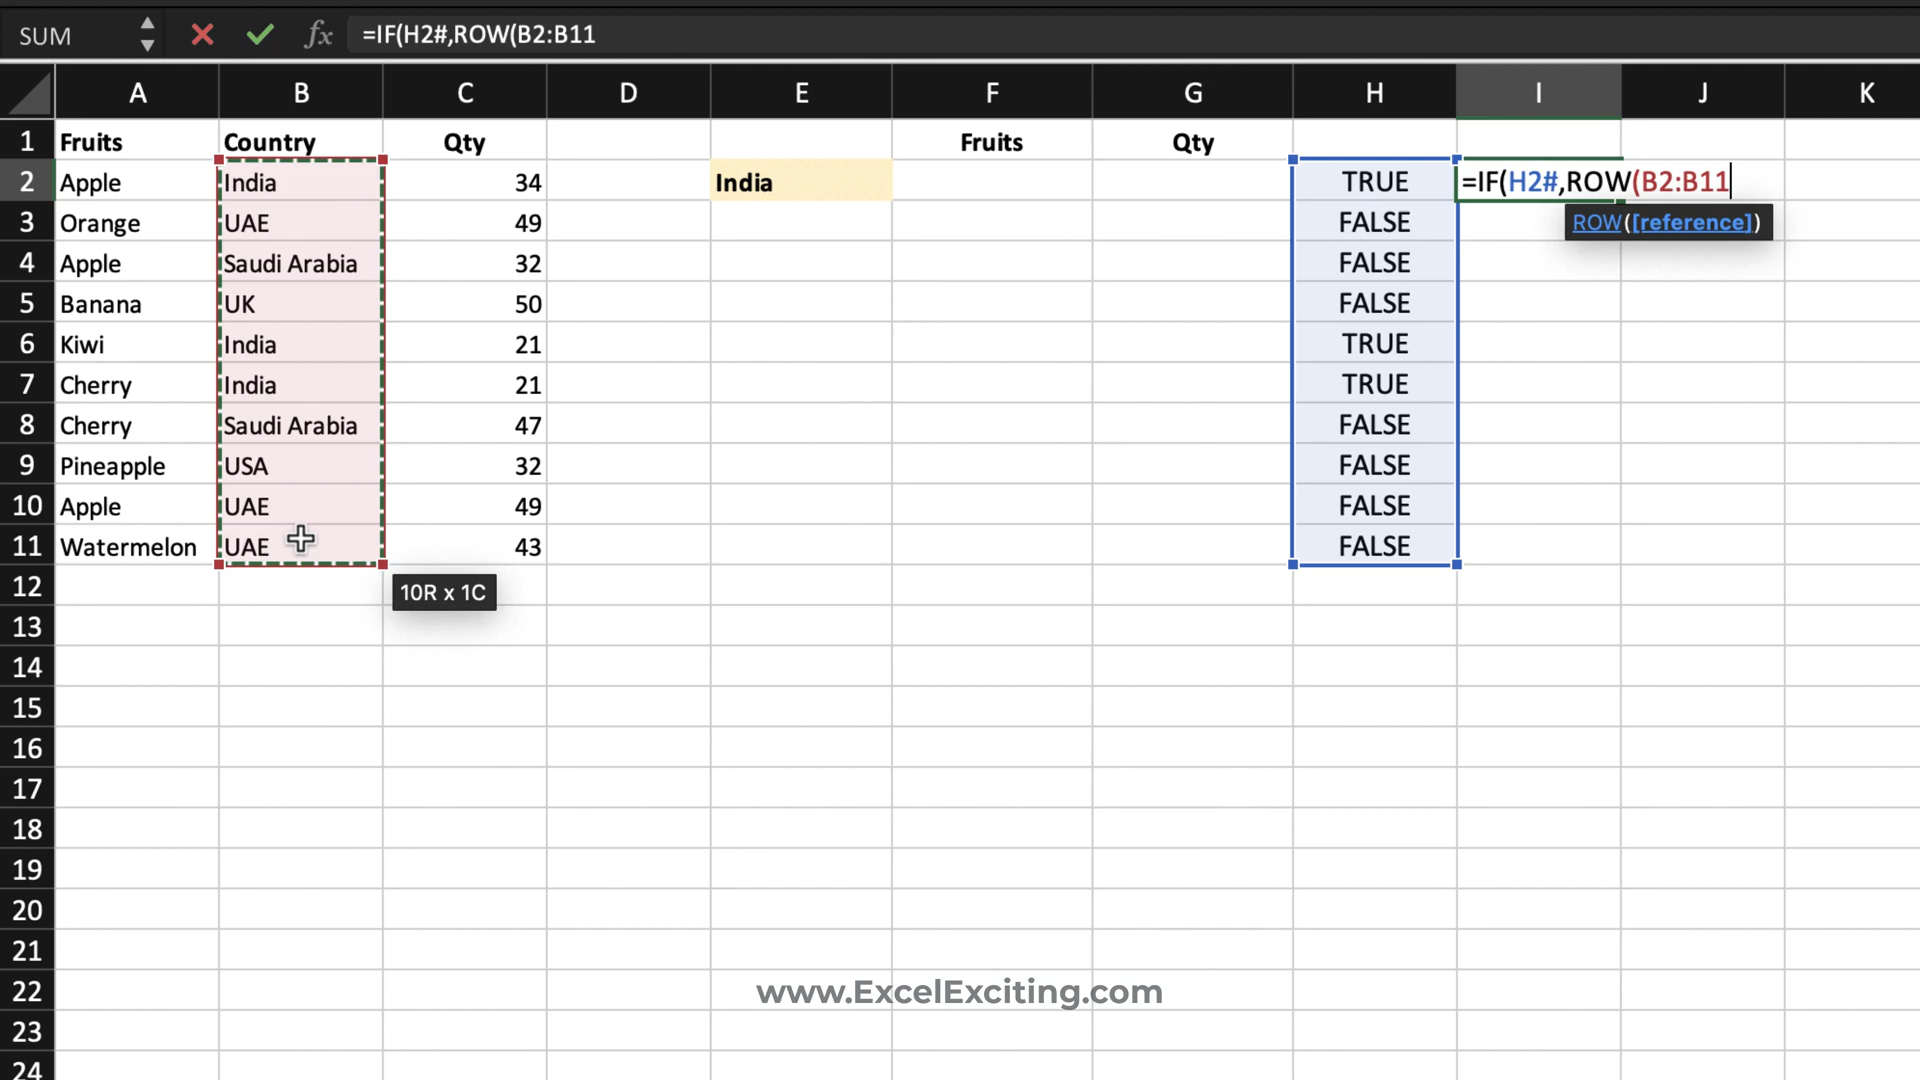 SUM fx =IF(H2#,ROW(B2:B11
A B C D E F G H I J K
1 Fruits Country Qty Fruits Qty
2 Apple India 34 India TRUE =IF(H2#,ROW(B2:B11
3 Orange UAE 49 FALSE ROW([reference])
4 Apple Saudi Arabia 32 FALSE
5 Banana UK 50 FALSE
6 Kiwi India 21 TRUE
7 Cherry India 21 TRUE
8 Cherry Saudi Arabia 47 FALSE
9 Pineapple USA 32 FALSE
10 Apple UAE 49 FALSE
11 Watermelon UAE 43 FALSE
12 10R x 1C
13
14
15
16
17
18
19
20
21
22 www.ExcelExciting.com
23
24